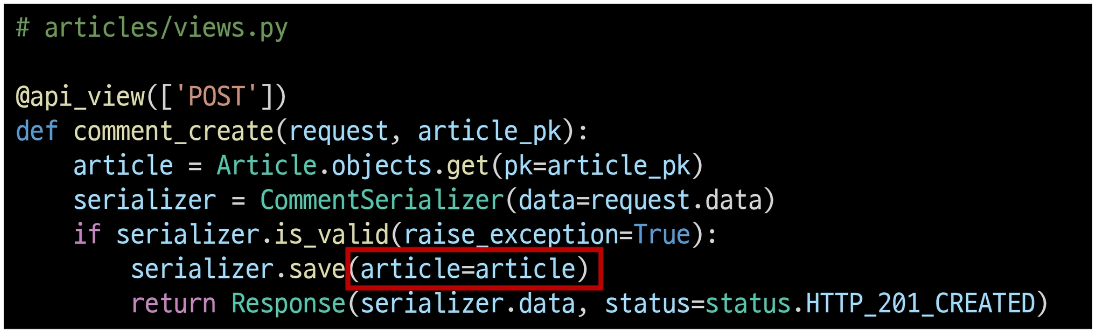 # articles/views.py
@api_view(['POST'])
def comment_create(request, article_pk):
    article = Article.objects.get(pk=article_pk)
    serializer = CommentSerializer(data=request.data)
    if serializer.is_valid(raise_exception=True):
        serializer.save(article=article)
        return Response(serializer.data, status=status.HTTP_201_CREATED)